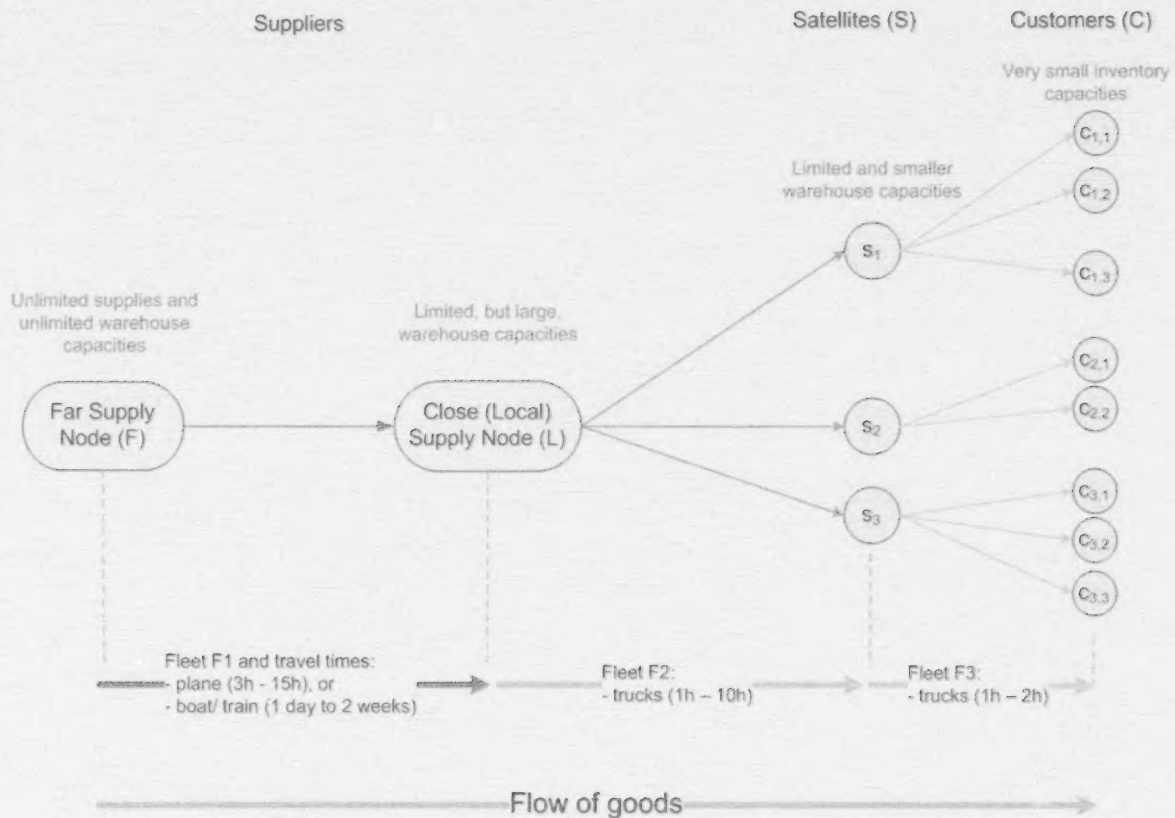 Suppliers
Satellites (S)
Customers (C)
Very small inventory
capacities
C1,1
Limited and smaller
warehouse capacities
C1,2
S1
C1,3
Unlimited supplies and
unlimited warehouse
capacities
Limited, but large,
warehouse capacities
C2,1
Far Supply
Node (F)
Close (Local)
Supply Node (L)
S2
C2,2
C3,1
S3
C3,2
C3,3
Fleet F1 and travel times:
- plane (3h - 15h), or
- boat/ train (1 day to 2 weeks)
Fleet F2:
- trucks (1h – 10h)
Fleet F3:
- trucks (1h – 2h)
Flow of goods